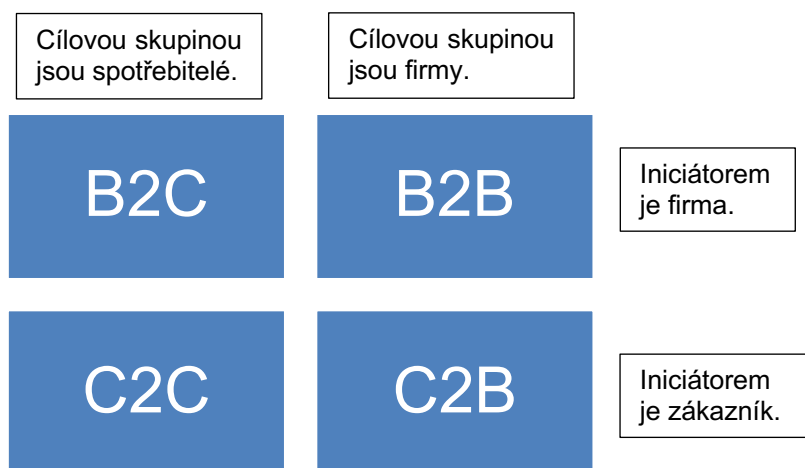 Cílovou skupinou
jsou spotřebitelé.
Cílovou skupinou
jsou firmy.
B2C
B2B
Iniciátorem
je firma.
C2C
C2B
Iniciátorem
je zákazník.